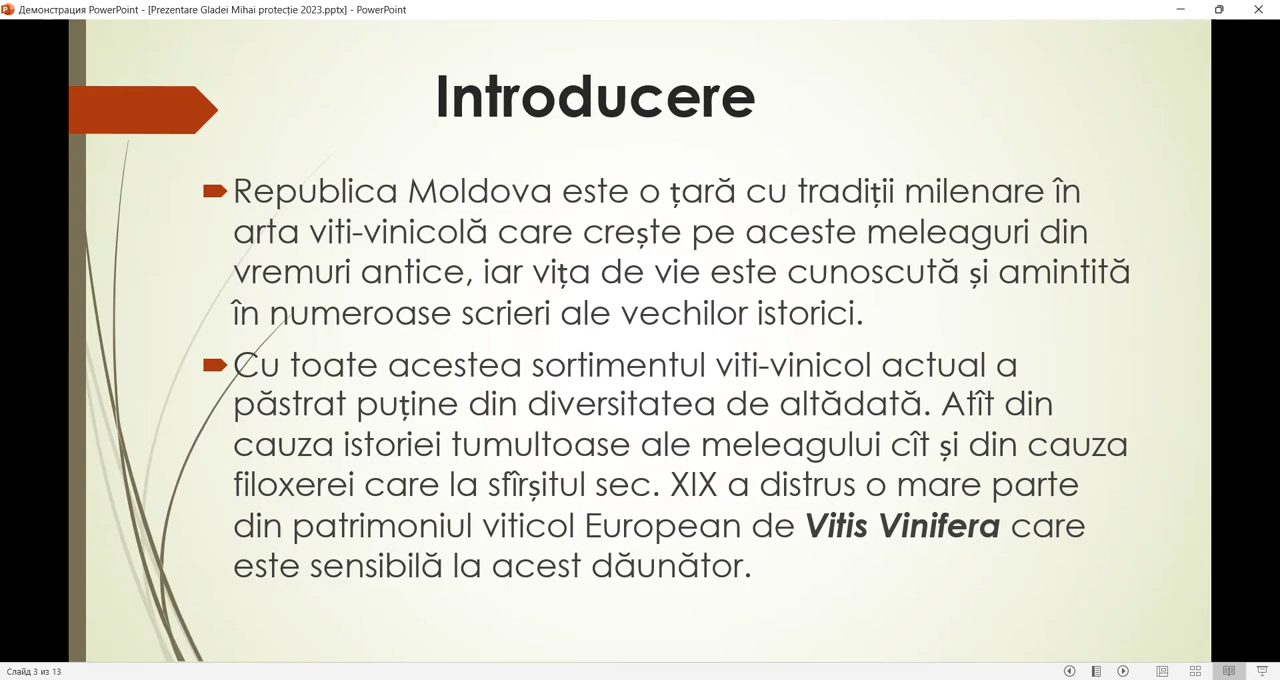 Демонстрация PowerPoint - [Prezentare Gladei Mihai protecție 2023.pptx] - PowerPoint
Introducere
Republica Moldova este o țară cu tradiții milenare în
arta viti-vinicolă care crește pe aceste meleaguri din
vremuri antice, iar vița de vie este cunoscută și amintită
în numeroase scrieri ale vechilor istorici.
Cu toate acestea sortimentul viti-vinicol actual a
păstrat puține din diversitatea de altădată. Atît din
cauza istoriei tumultoase ale meleagului cît și din cauza
filoxerei care la sfîrșitul sec. XIX a distrus o mare parte
din patrimoniul viticol European de Vitis Vinifera care
este sensibilă la acest dăunător.
Слайд 3 из 13